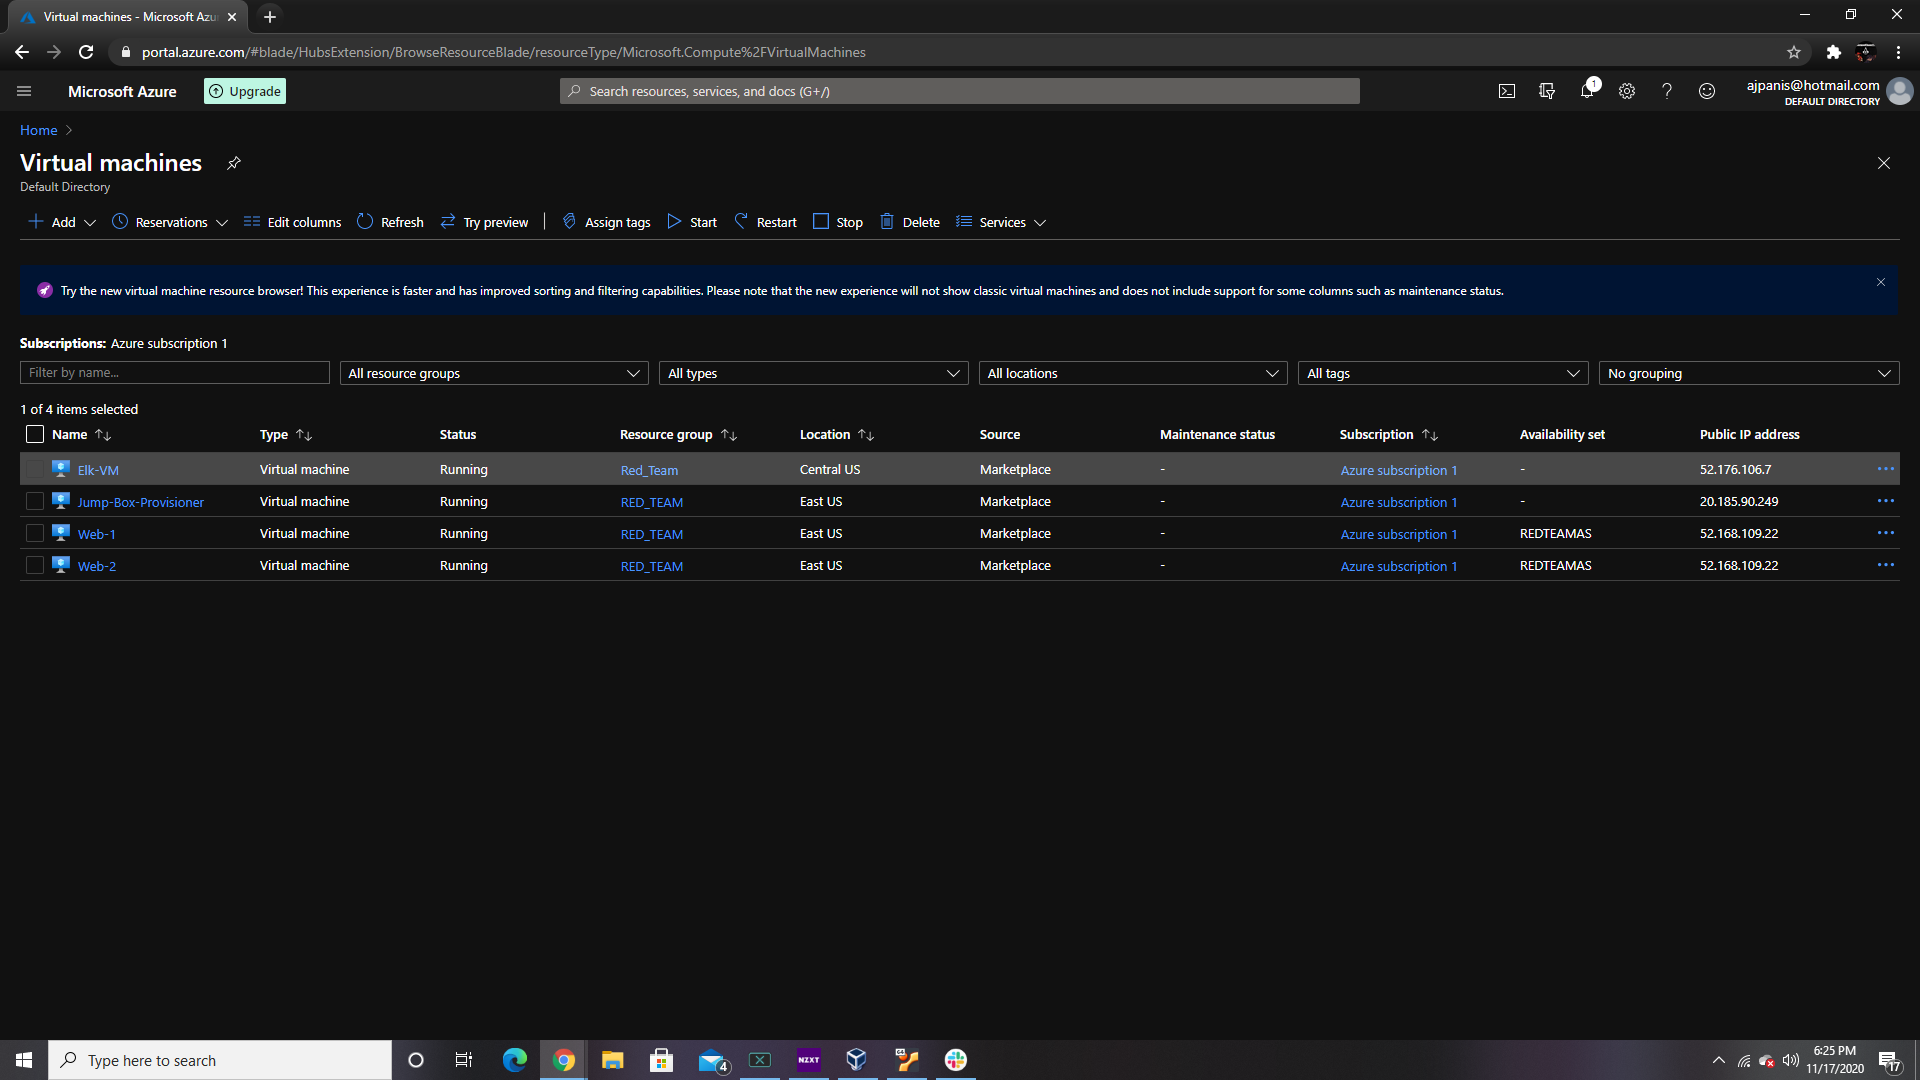 Virtual machines - Microsoft Azu
portal.azure.com/#blade/HubsExtension/BrowseResourceBlade/resourceType/Microsoft.Compute%2FVirtualMachines
Microsoft Azure
Upgrade
Search resources, services, and docs (G+/)
1
ajpanis@hotmail.com
DEFAULT DIRECTORY
Home
Virtual machines
Default Directory
Add Reservations Edit columns Refresh Try preview Assign tags Start Restart Stop Delete Services
Try the new virtual machine resource browser! This experience is faster and has improved sorting and filtering capabilities. Please note that the new experience will not show classic virtual machines and does not include support for some columns such as maintenance status.
Subscriptions: Azure subscription 1
Filter by name... All resource groups All types All locations All tags No grouping
1 of 4 items selected
Name Type Status Resource group Location Source Maintenance status Subscription Availability set Public IP address
Elk-VM Virtual machine Running Red_Team Central US Marketplace - Azure subscription 1 - 52.176.106.7
Jump-Box-Provisioner Virtual machine Running RED_TEAM East US Marketplace - Azure subscription 1 - 20.185.90.249
Web-1 Virtual machine Running RED_TEAM East US Marketplace - Azure subscription 1 REDTEAMAS 52.168.109.22
Web-2 Virtual machine Running RED_TEAM East US Marketplace - Azure subscription 1 REDTEAMAS 52.168.109.22
Type here to search
4
NZXT
6:25 PM
11/17/2020
17